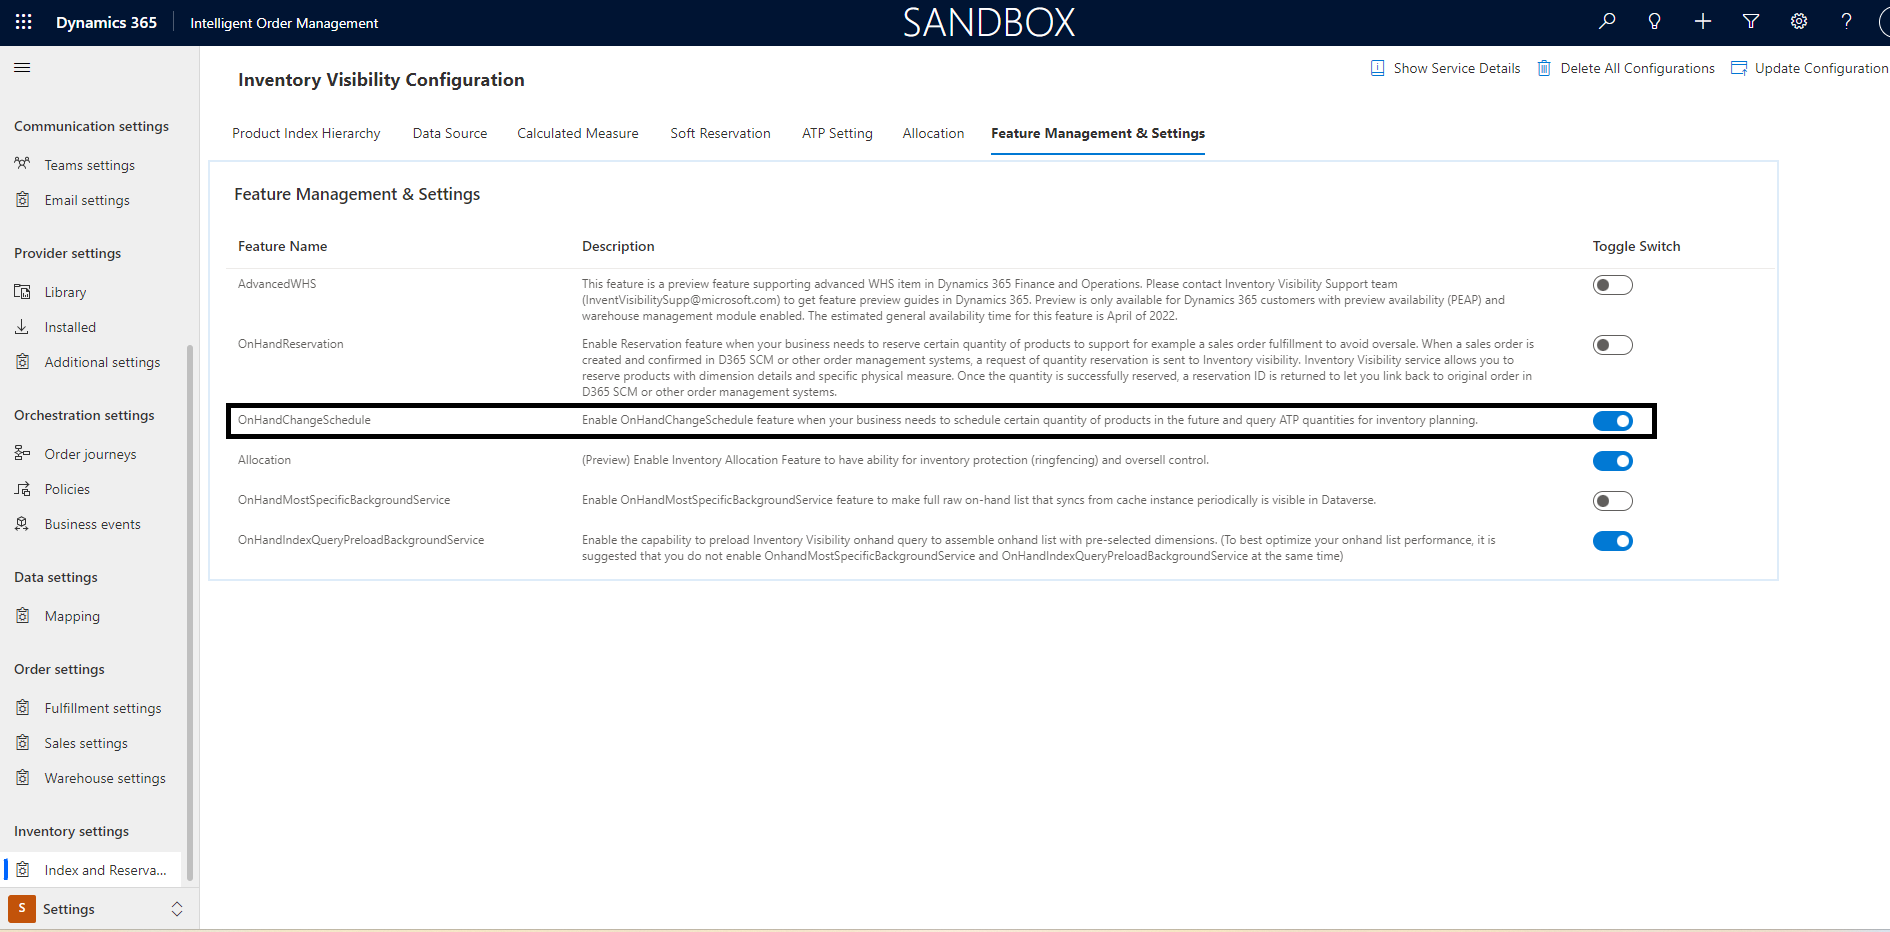 Dynamics 365
Intelligent Order Management
SANDBOX
Communication settings
Teams settings
Email settings
Provider settings
Library
Installed
Additional settings
Orchestration settings
Order journeys
Policies
Business events
Data settings
Mapping
Order settings
Fulfillment settings
Sales settings
Warehouse settings
Inventory settings
Index and Reserva...
S
Settings
Inventory Visibility Configuration
Show Service Details
Delete All Configurations
Update Configuration
Product Index Hierarchy
Data Source
Calculated Measure
Soft Reservation
ATP Setting
Allocation
Feature Management & Settings
Feature Management & Settings
Feature Name
Description
Toggle Switch
AdvancedWHS
This feature is a preview feature supporting advanced WHS item in Dynamics 365 Finance and Operations. Please contact Inventory Visibility Support team
(InventVisibilitySupp@microsoft.com) to get feature preview guides in Dynamics 365. Preview is only available for Dynamics 365 customers with preview availability (PEAP) and
warehouse management module enabled. The estimated general availability time for this feature is April of 2022.
OnHandReservation
Enable Reservation feature when your business needs to reserve certain quantity of products to support for example a sales order fulfillment to avoid oversale. When a sales order is
created and confirmed in D365 SCM or other order management systems, a request of quantity reservation is sent to Inventory visibility. Inventory Visibility service allows you to
reserve products with dimension details and specific physical measure. Once the quantity is successfully reserved, a reservation ID is returned to let you link back to original order in
D365 SCM or other order management systems.
OnHandChangeSchedule
Enable OnHandChangeSchedule feature when your business needs to schedule certain quantity of products in the future and query ATP quantities for inventory planning.
Allocation
(Preview) Enable Inventory Allocation Feature to have ability for inventory protection (ringfencing) and oversell control.
OnHandMostSpecificBackgroundService
Enable OnHandMostSpecificBackgroundService feature to make full raw on-hand list that syncs from cache instance periodically is visible in Dataverse.
OnHandIndexQueryPreloadBackgroundService
Enable the capability to preload Inventory Visibility onhand query to assemble onhand list with pre-selected dimensions. (To best optimize your onhand list performance, it is
suggested that you do not enable OnhandMostSpecificBackgroundService and OnHandIndexQueryPreloadBackgroundService at the same time)